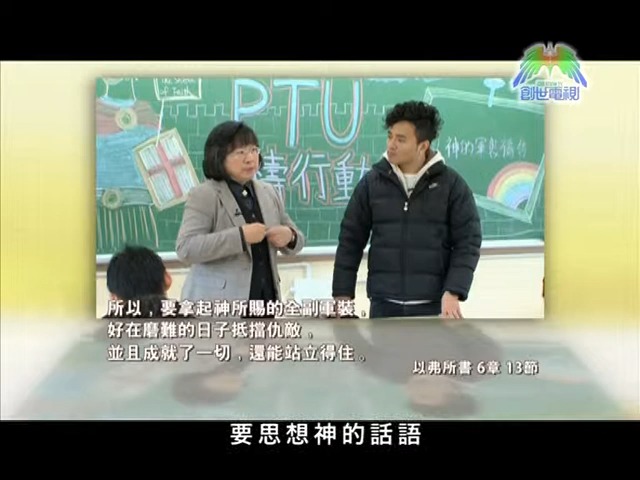 創世電視
of Faith
PTU
禱行動
神的軍裝
所以，要拿起神所賜的全副軍裝，
好在磨難的日子抵擋仇敵，
並且成就了一切，還能站立得住。
以弗所書 6章 13節
要思想神的話語